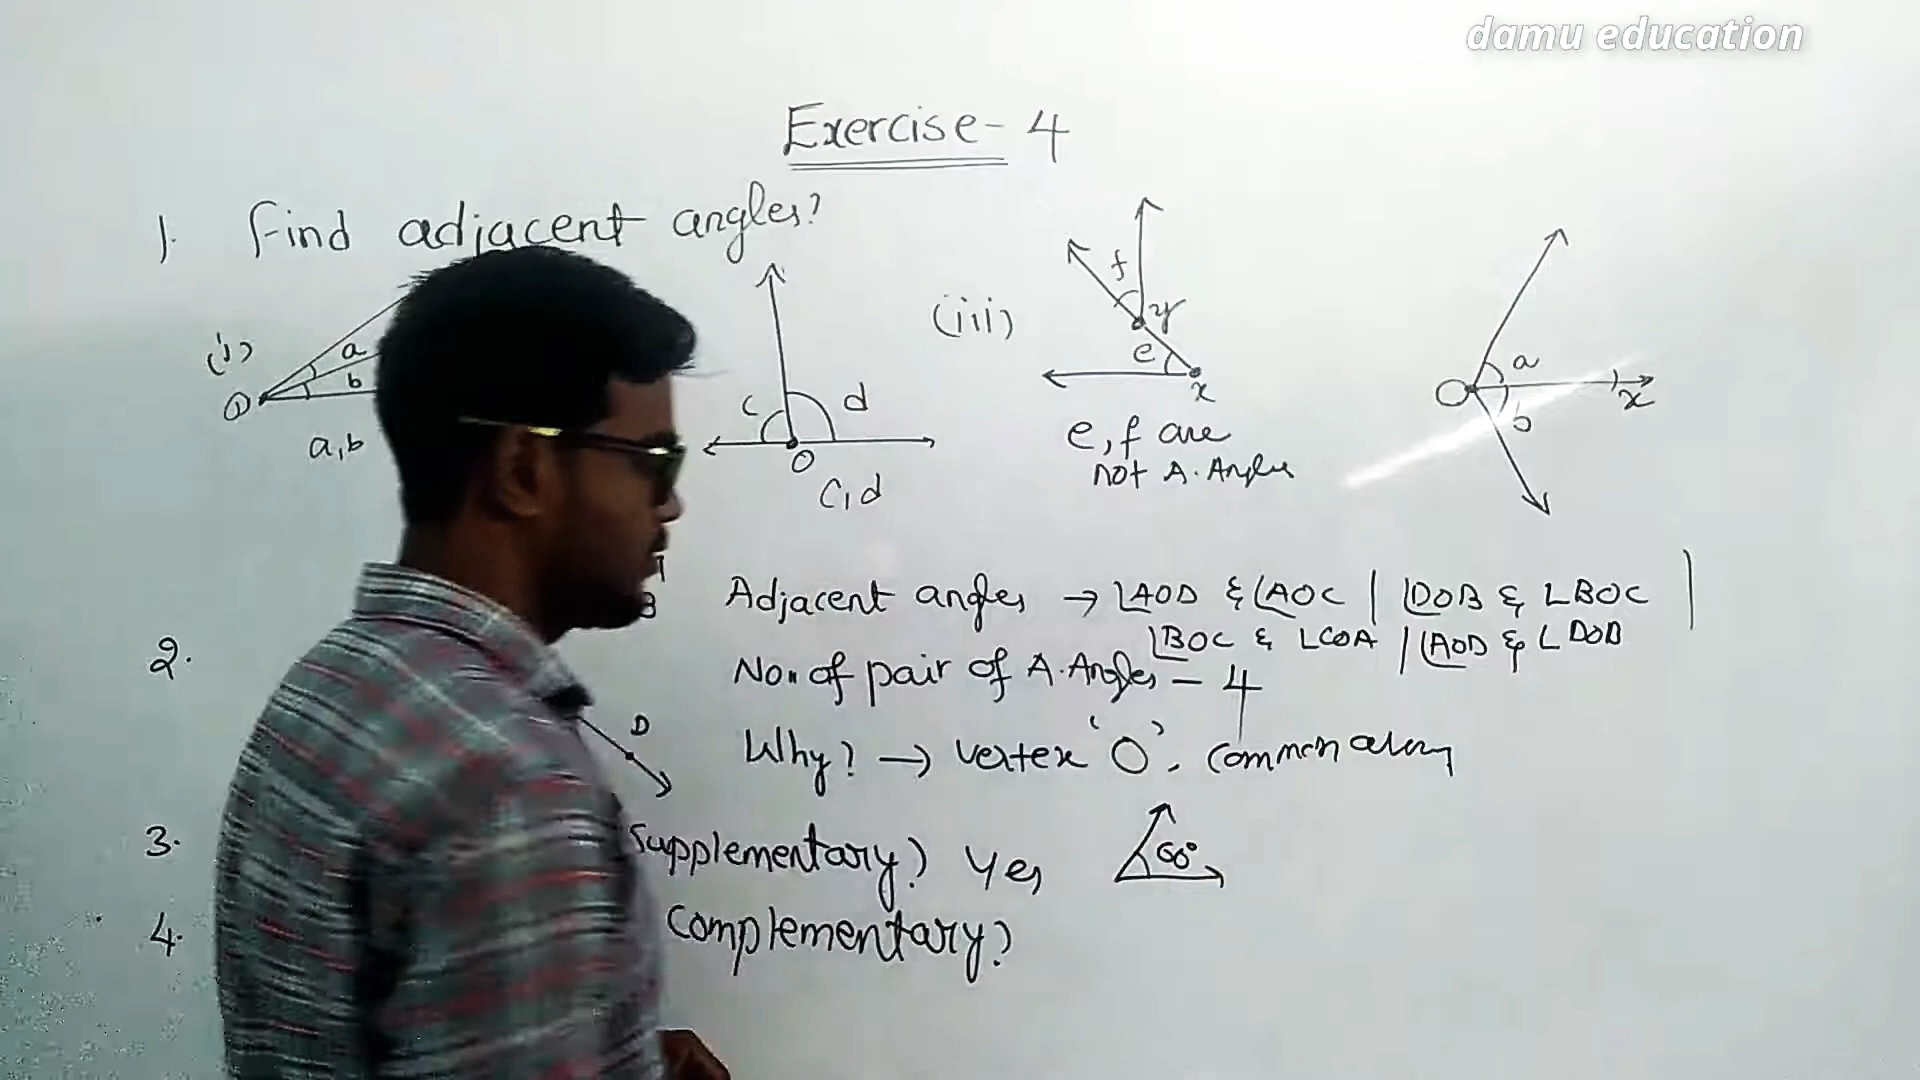 damu education
Exercise - 4
1. Find adjacent angles?
(i) a b a,b
c d O c,d
(iii) f y e x
e, f are
not A. Angles
O a b x
2.
Adjacent angles → ∠AOD & ∠AOC | ∠DOB & ∠BOC |
∠BOC & ∠COA | ∠AOD & ∠DOB
No. of pair of A. Angles - 4
D
Why? → vertex 'O', common
3. Supplementary? Yes 60°
4. Complementary?